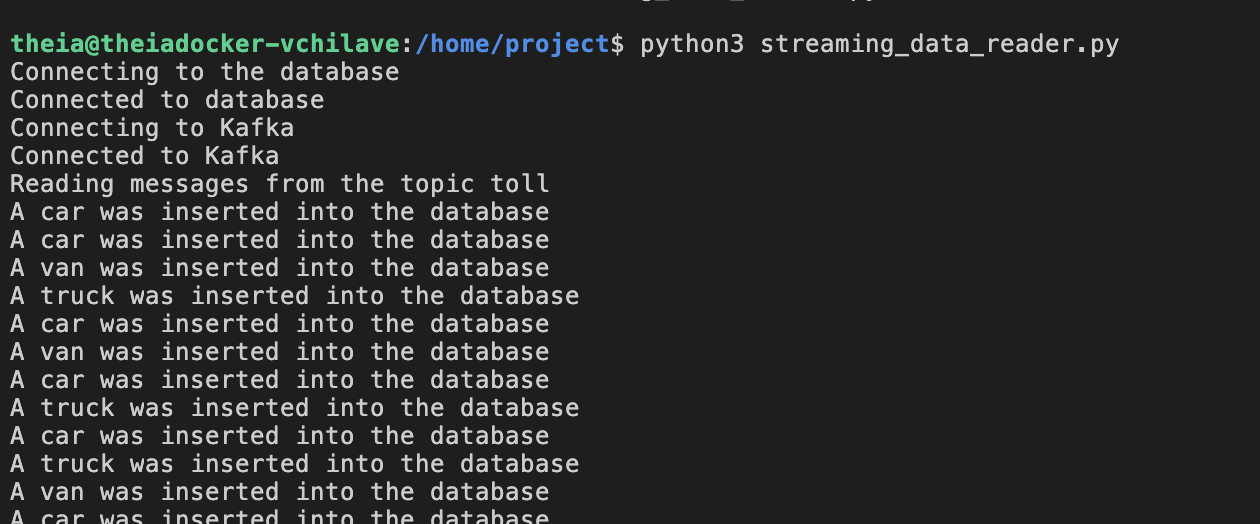 theia@theiadocker-vchilave:/home/project$ python3 streaming_data_reader.py
Connecting to the database
Connected to database
Connecting to Kafka
Connected to Kafka
Reading messages from the topic toll
A car was inserted into the database
A car was inserted into the database
A van was inserted into the database
A truck was inserted into the database
A car was inserted into the database
A van was inserted into the database
A car was inserted into the database
A truck was inserted into the database
A car was inserted into the database
A truck was inserted into the database
A van was inserted into the database
A car was inserted into the database